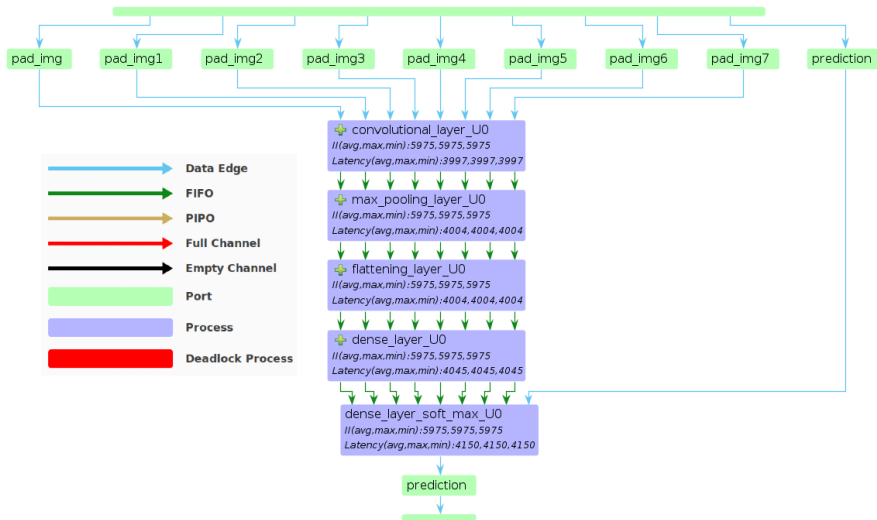 pad_img
pad_img1
pad_img2
pad_img3
pad_img4
pad_img5
pad_img6
pad_img7
prediction
convolutional_layer_U0
II(avg,max,min):5975,5975,5975
Latency(avg,max,min):3997,3997,3997
max_pooling_layer_U0
II(avg,max,min):5975,5975,5975
Latency(avg,max,min):4004,4004,4004
flattening_layer_U0
II(avg,max,min):5975,5975,5975
Latency(avg,max,min):4004,4004,4004
dense_layer_U0
II(avg,max,min):5975,5975,5975
Latency(avg,max,min):4045,4045,4045
dense_layer_soft_max_U0
II(avg,max,min):5975,5975,5975
Latency(avg,max,min):4150,4150,4150
prediction
Data Edge
FIFO
PIPO
Full Channel
Empty Channel
Port
Process
Deadlock Process